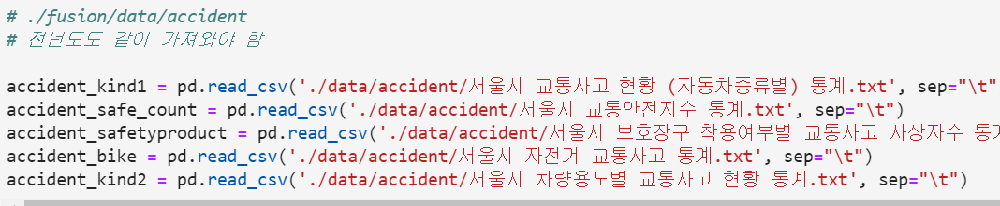 # ./fusion/data/accident
# 전년도도 같이 가져와야 함
accident_kind1 = pd.read_csv('./data/accident/서울시 교통사고 현황 (자동차종류별) 통계.txt', sep="\t"
accident_safe_count = pd.read_csv('./data/accident/서울시 교통안전지수 통계.txt', sep="\t")
accident_safetyproduct = pd.read_csv('./data/accident/서울시 보호장구 착용여부별 교통사고 사상자수 통계
accident_bike = pd.read_csv('./data/accident/서울시 자전거 교통사고 통계.txt', sep="\t")
accident_kind2 = pd.read_csv('./data/accident/서울시 차량용도별 교통사고 현황 통계.txt', sep="\t")